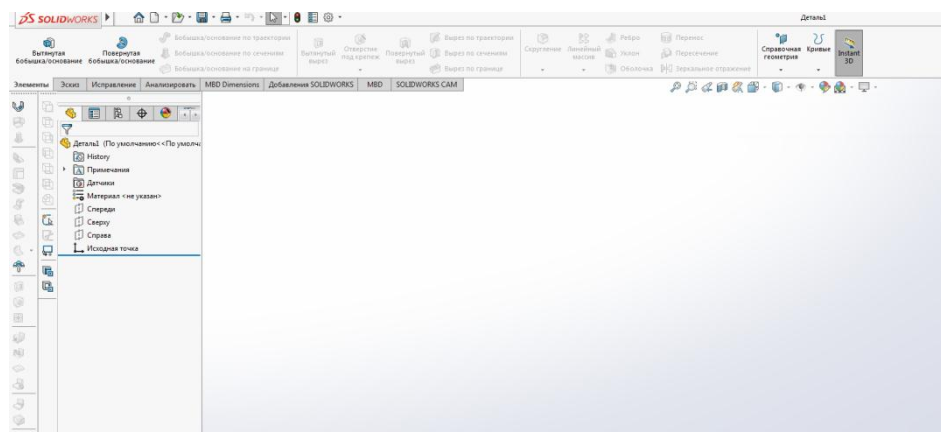 SOLIDWORKS
Деталь1
Вытянутая бобышка/основание
Повернутая бобышка/основание
Бобышка/основание по траектории
Бобышка/основание по сечениям
Бобышка/основание на границе
Вытянутый вырез
Отверстие под крепеж
Повернутый вырез
Вырез по траектории
Вырез по сечениям
Вырез по границе
Скругление
Линейный массив
Ребро
Уклон
Оболочка
Перенос
Пересечение
Зеркальное отражение
Справочная геометрия
Кривые
Instant 3D
Элементы Эскиз Исправление Анализировать MBD Dimensions Добавления SOLIDWORKS MBD SOLIDWORKS CAM
Деталь1 (По умолчанию<<По умолча
History
Примечания
Датчики
Материал <не указан>
Спереди
Сверху
Справа
Исходная точка